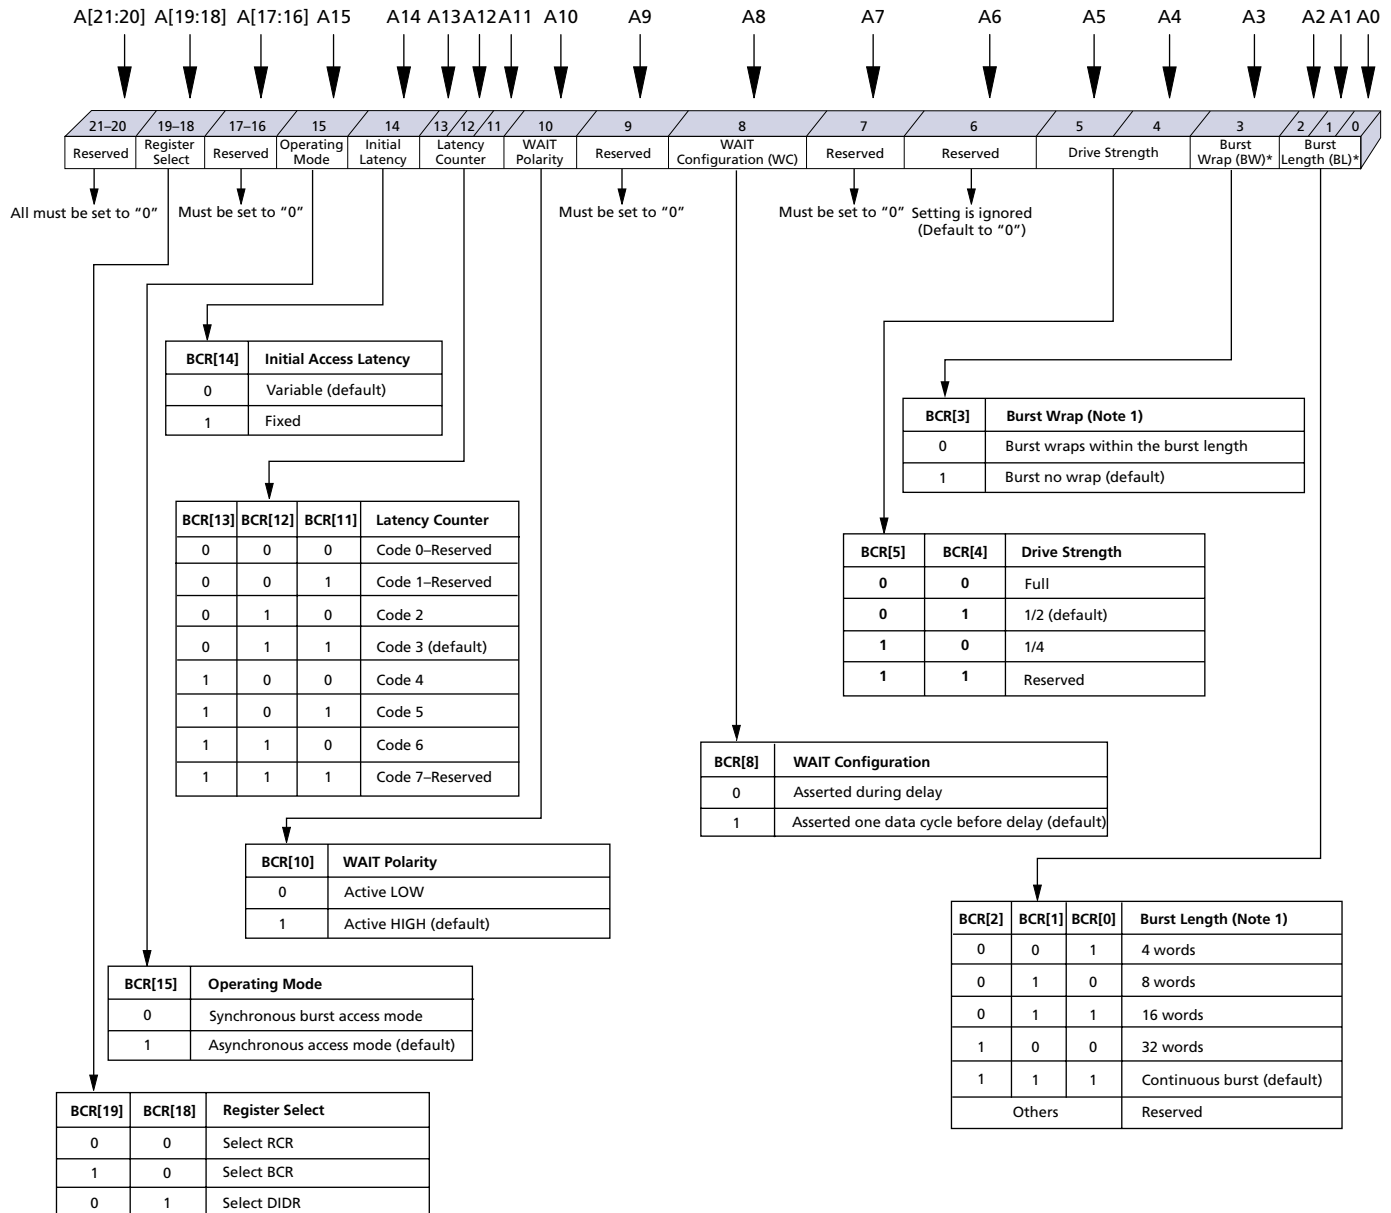 A[21:20] A[19:18] A[17:16] A15 A14 A13 A12 A11 A10 A9 A8 A7 A6 A5 A4 A3 A2 A1 A0
21–20 19–18 17–16 15 14 13 12 11 10 9 8 7 6 5 4 3 2 1 0
Reserved
Register
Select
Reserved
Operating
Mode
Initial
Latency
Latency
Counter
WAIT
Polarity
Reserved
WAIT
Configuration (WC)
Reserved
Reserved
Drive Strength
Burst
Wrap (BW)*
Burst
Length (BL)*
All must be set to “0”
Must be set to “0”
Must be set to “0”
Must be set to “0”
Setting is ignored
(Default to “0”)
BCR[14] Initial Access Latency
0 Variable (default)
1 Fixed
BCR[3] Burst Wrap (Note 1)
0 Burst wraps within the burst length
1 Burst no wrap (default)
BCR[13] BCR[12] BCR[11] Latency Counter
0 0 0 Code 0–Reserved
0 0 1 Code 1–Reserved
0 1 0 Code 2
0 1 1 Code 3 (default)
1 0 0 Code 4
1 0 1 Code 5
1 1 0 Code 6
1 1 1 Code 7–Reserved
BCR[5] BCR[4] Drive Strength
0 0 Full
0 1 1/2 (default)
1 0 1/4
1 1 Reserved
BCR[8] WAIT Configuration
0 Asserted during delay
1 Asserted one data cycle before delay (default)
BCR[10] WAIT Polarity
0 Active LOW
1 Active HIGH (default)
BCR[2] BCR[1] BCR[0] Burst Length (Note 1)
0 0 1 4 words
0 1 0 8 words
0 1 1 16 words
1 0 0 32 words
1 1 1 Continuous burst (default)
Others Reserved
BCR[15] Operating Mode
0 Synchronous burst access mode
1 Asynchronous access mode (default)
BCR[19] BCR[18] Register Select
0 0 Select RCR
1 0 Select BCR
0 1 Select DIDR